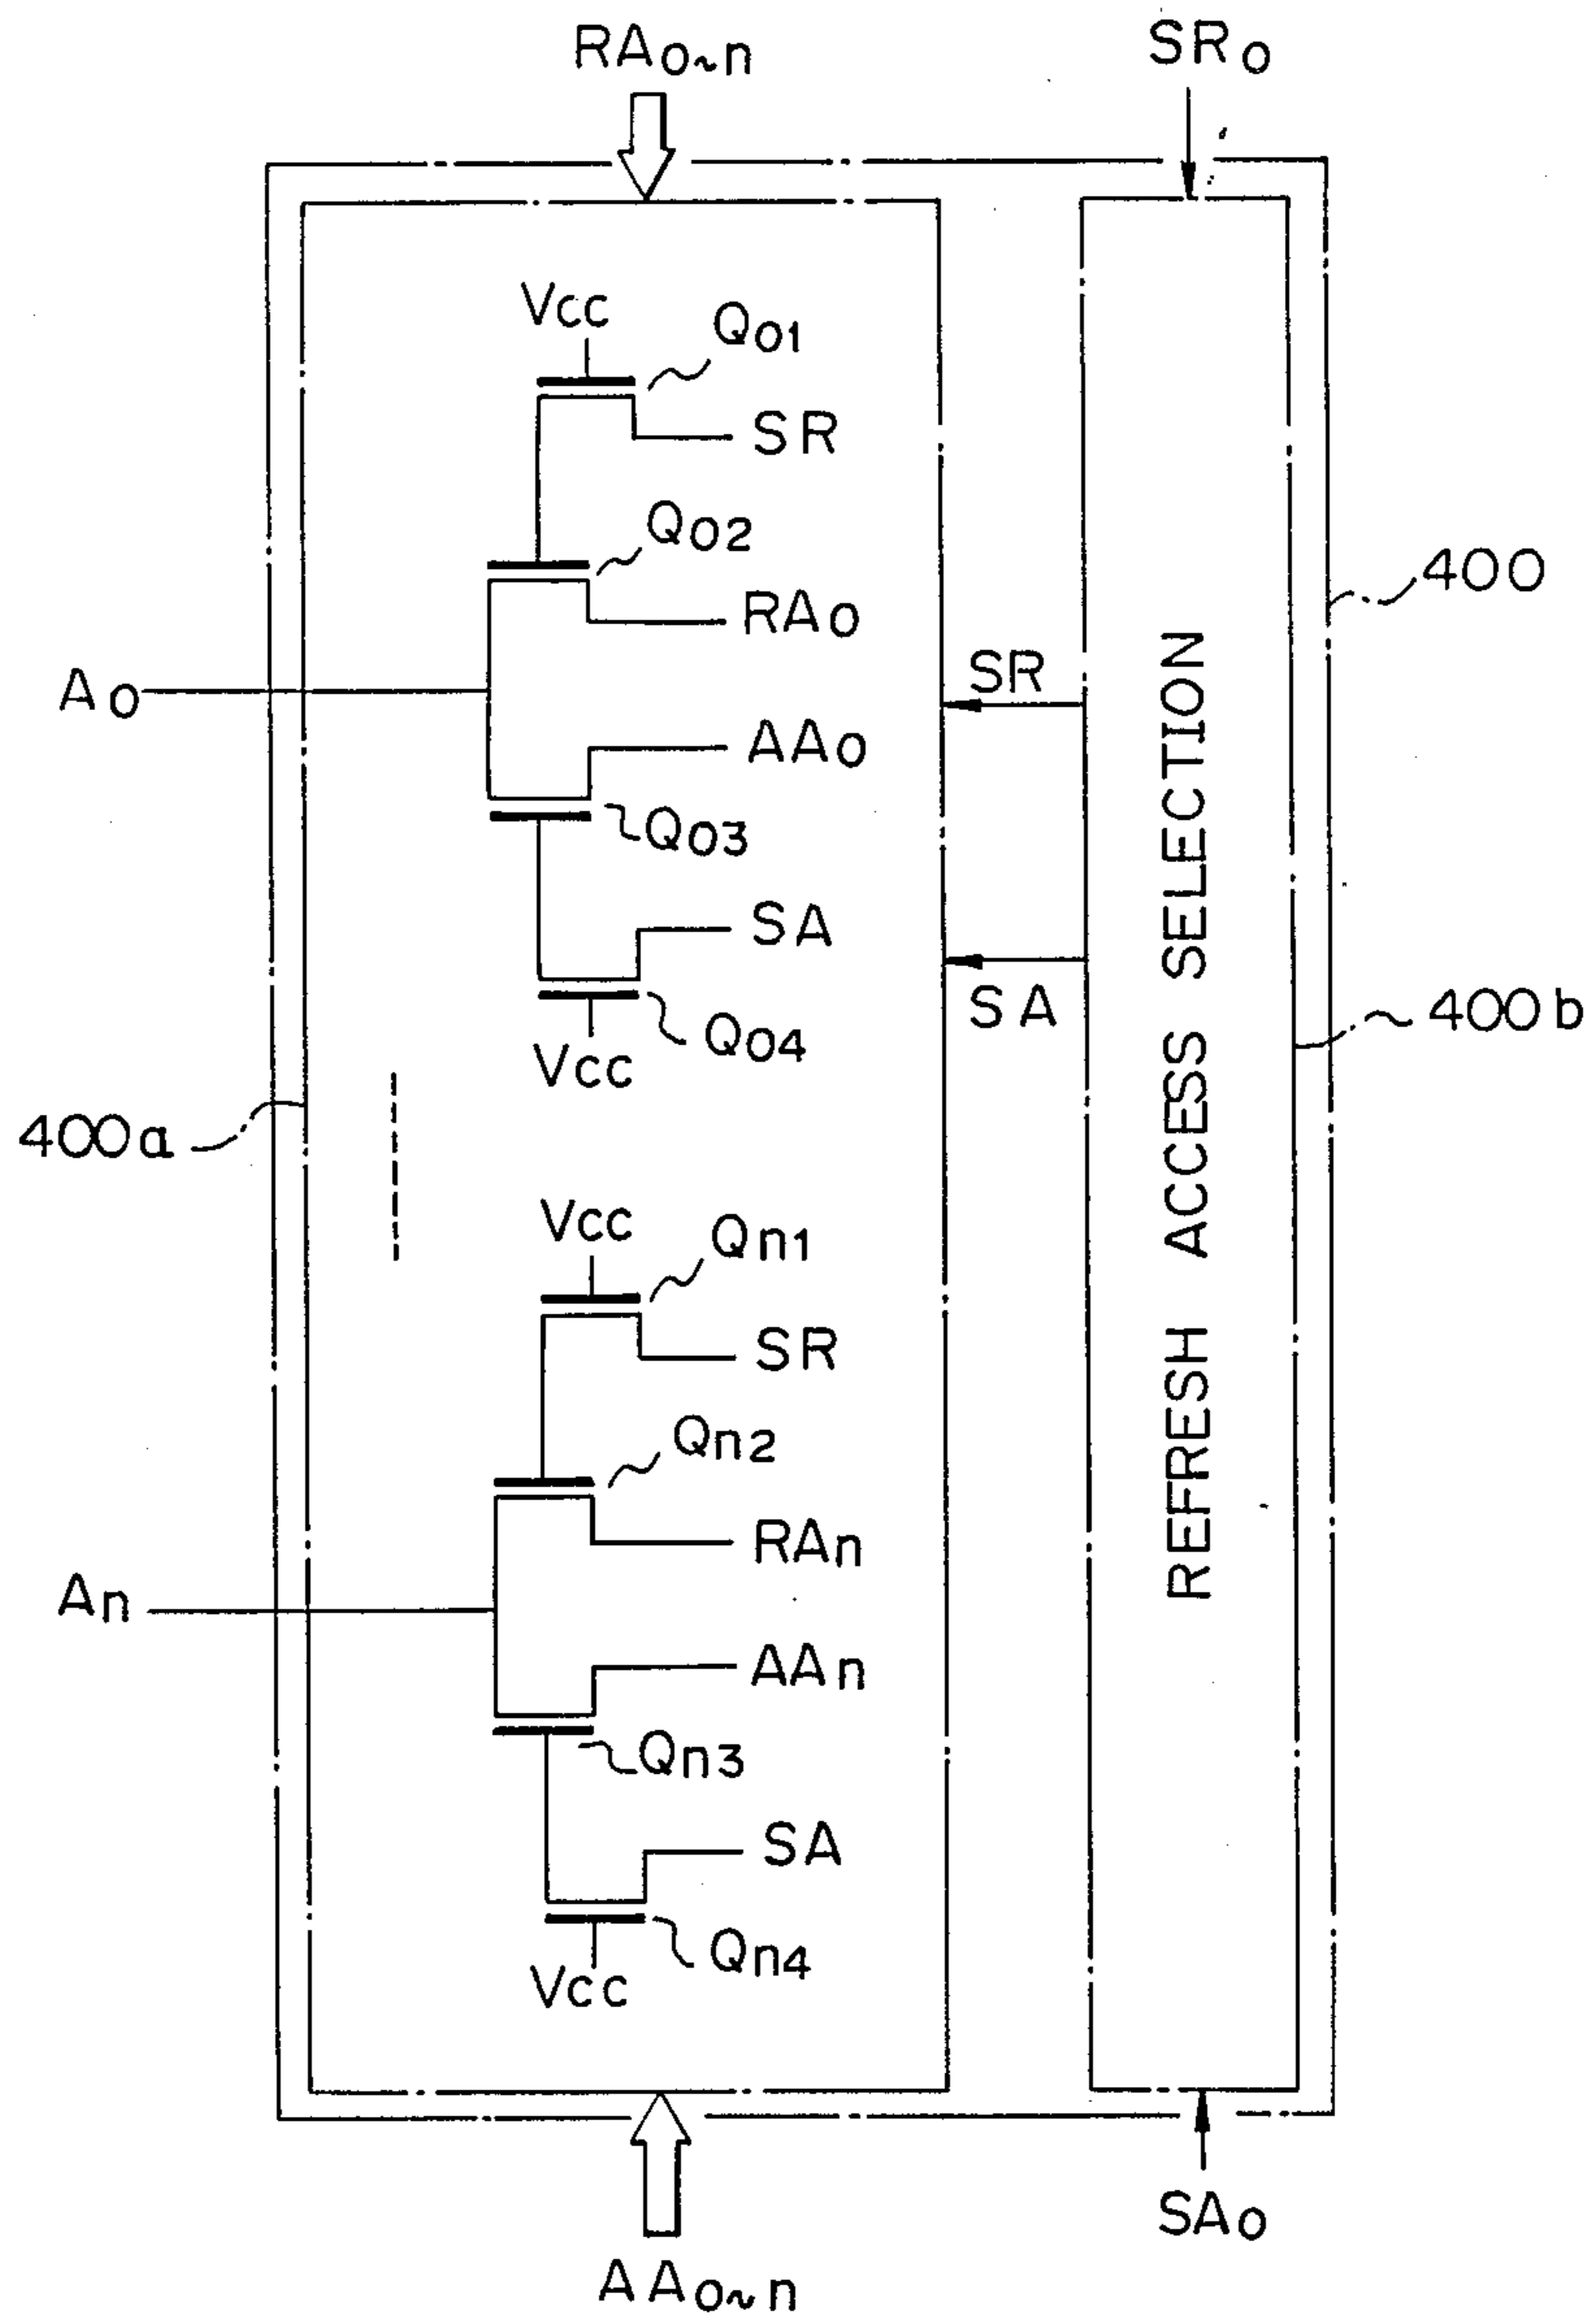 RA0~n
SR0
Vcc
Q01
SR
Q02
RA0
A0
AA0
Q03
SA
Q04
Vcc
SR
SA
400
400b
400a
REFRESH ACCESS SELECTION
Vcc
Qn1
SR
Qn2
RAn
An
AAn
Qn3
SA
Qn4
Vcc
AA0~n
SA0